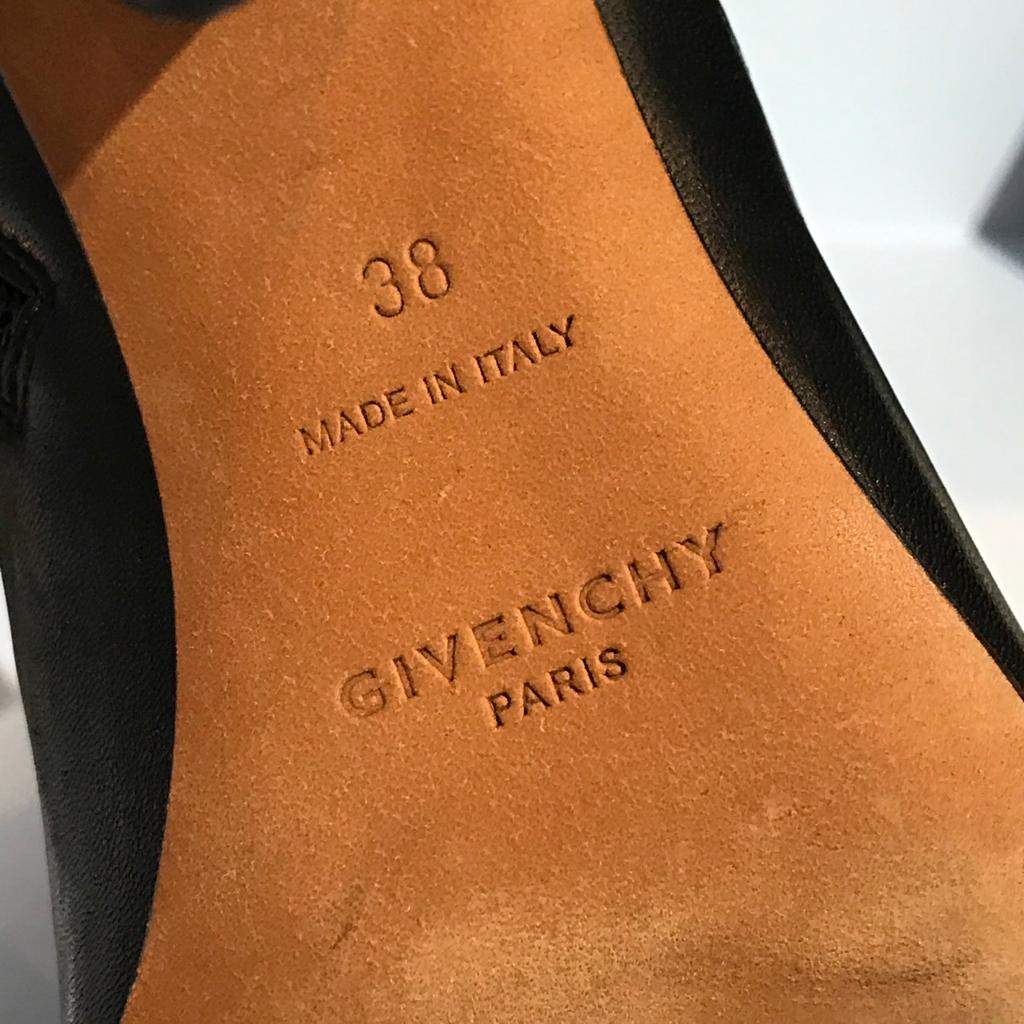 38
MADE IN ITALY
GIVENCHY
PARIS